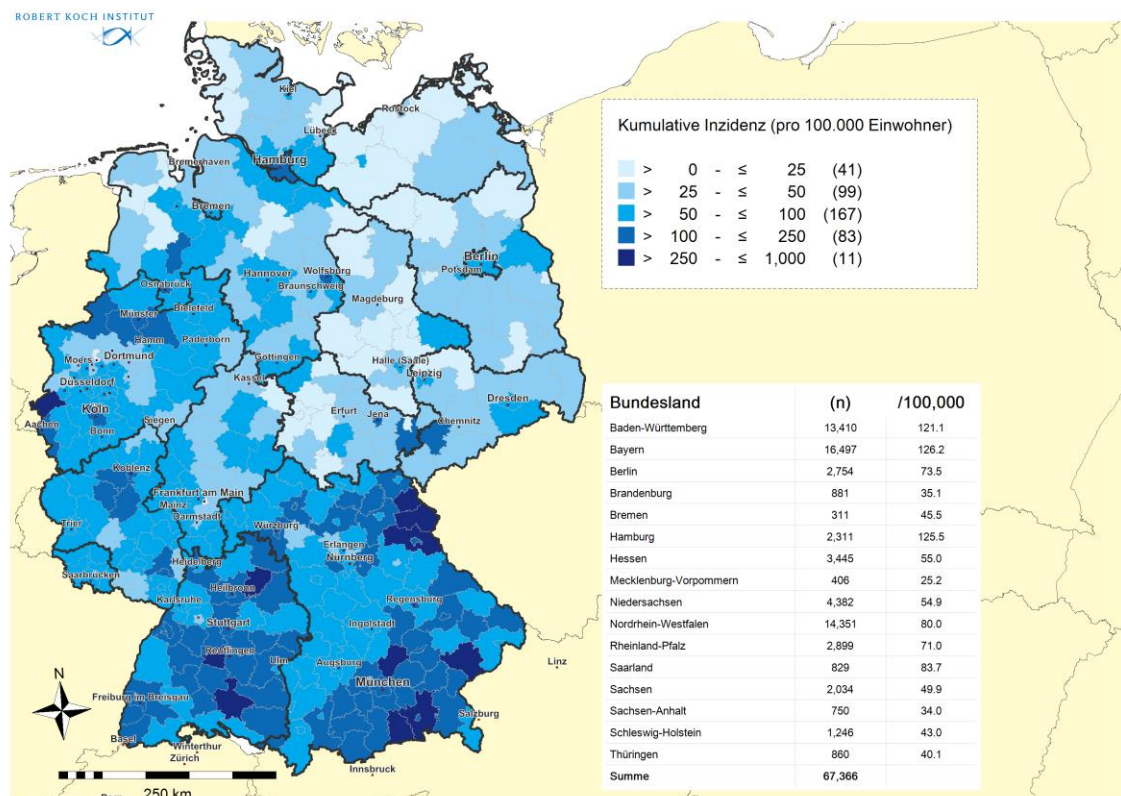 ROBERT KOCH INSTITUT
Kiel
Rostock
Lübeck
Hamburg
Bremerhaven
Bremen
Berlin
Potsdam
Wolfsburg
Hannover
Braunschweig
Magdeburg
Osnabrück
Bielefeld
Münster
Hamm
Paderborn
Göttingen
Halle (Saale)
Leipzig
Moers
Dortmund
Düsseldorf
Kassel
Dresden
Köln
Erfurt
Jena
Chemnitz
Siegen
Aachen
Bonn
Koblenz
Frankfurt am Main
Mainz
Darmstadt
Trier
Würzburg
Erlangen
Nürnberg
Heidelberg
Saarbrücken
Heilbronn
Karlsruhe
Regensburg
Stuttgart
Ingolstadt
Reutlingen
Ulm
Augsburg
München
Linz
Freiburg im Breisgau
Salzburg
Basel
Winterthur
Zürich
Innsbruck
N
250 km
Kumulative Inzidenz (pro 100.000 Einwohner)
> 0 - ≤ 25 (41)
> 25 - ≤ 50 (99)
> 50 - ≤ 100 (167)
> 100 - ≤ 250 (83)
> 250 - ≤ 1,000 (11)
Bundesland (n) /100,000
Baden-Württemberg 13,410 121.1
Bayern 16,497 126.2
Berlin 2,754 73.5
Brandenburg 881 35.1
Bremen 311 45.5
Hamburg 2,311 125.5
Hessen 3,445 55.0
Mecklenburg-Vorpommern 406 25.2
Niedersachsen 4,382 54.9
Nordrhein-Westfalen 14,351 80.0
Rheinland-Pfalz 2,899 71.0
Saarland 829 83.7
Sachsen 2,034 49.9
Sachsen-Anhalt 750 34.0
Schleswig-Holstein 1,246 43.0
Thüringen 860 40.1
Summe 67,366